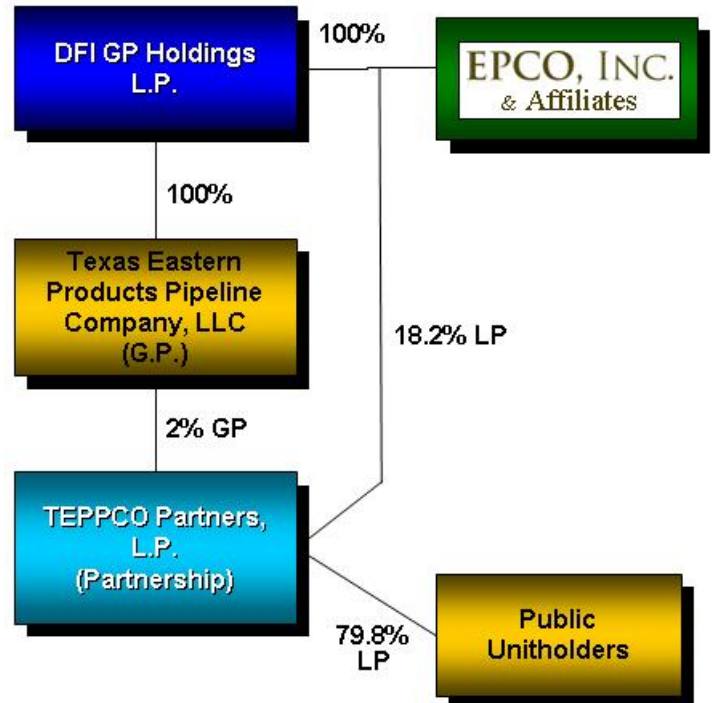 DFI GP Holdings
L.P.
100%
EPCO, INC.
& Affiliates
100%
Texas Eastern
Products Pipeline
Company, LLC
(G.P.)
18.2% LP
2% GP
TEPPCO Partners,
L.P.
(Partnership)
79.8%
LP
Public
Unitholders